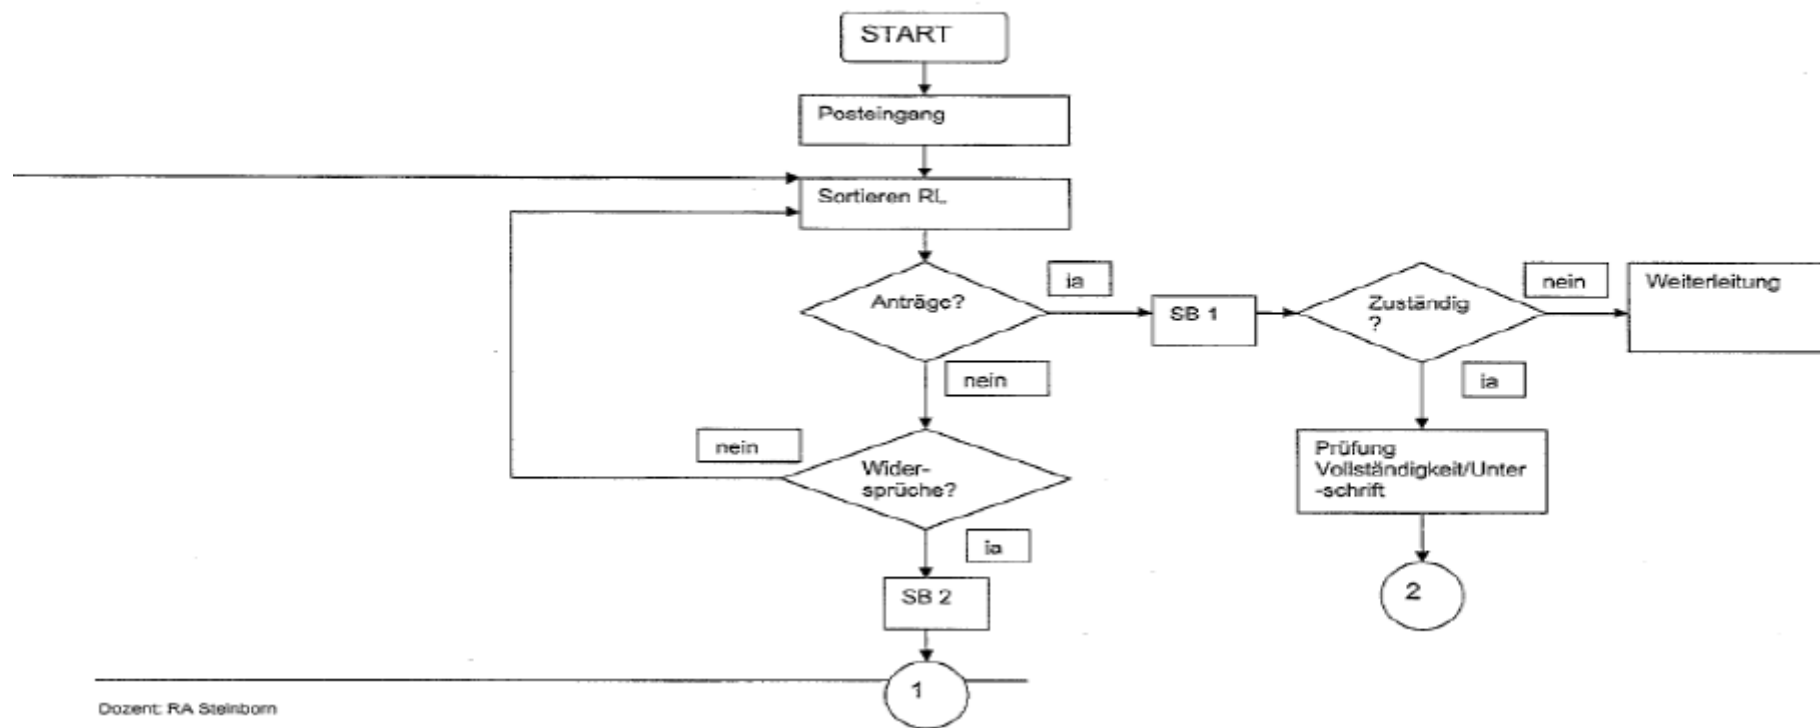 START
Posteingang
Sortieren RL
Anträge?
ja
SB 1
Zuständig
?
nein
Weiterleitung
nein
ja
Wider-
sprüche?
nein
Prüfung
Vollständigkeit/Unter
-schrift
ja
SB 2
2
1
Dozent: RA Steinborn